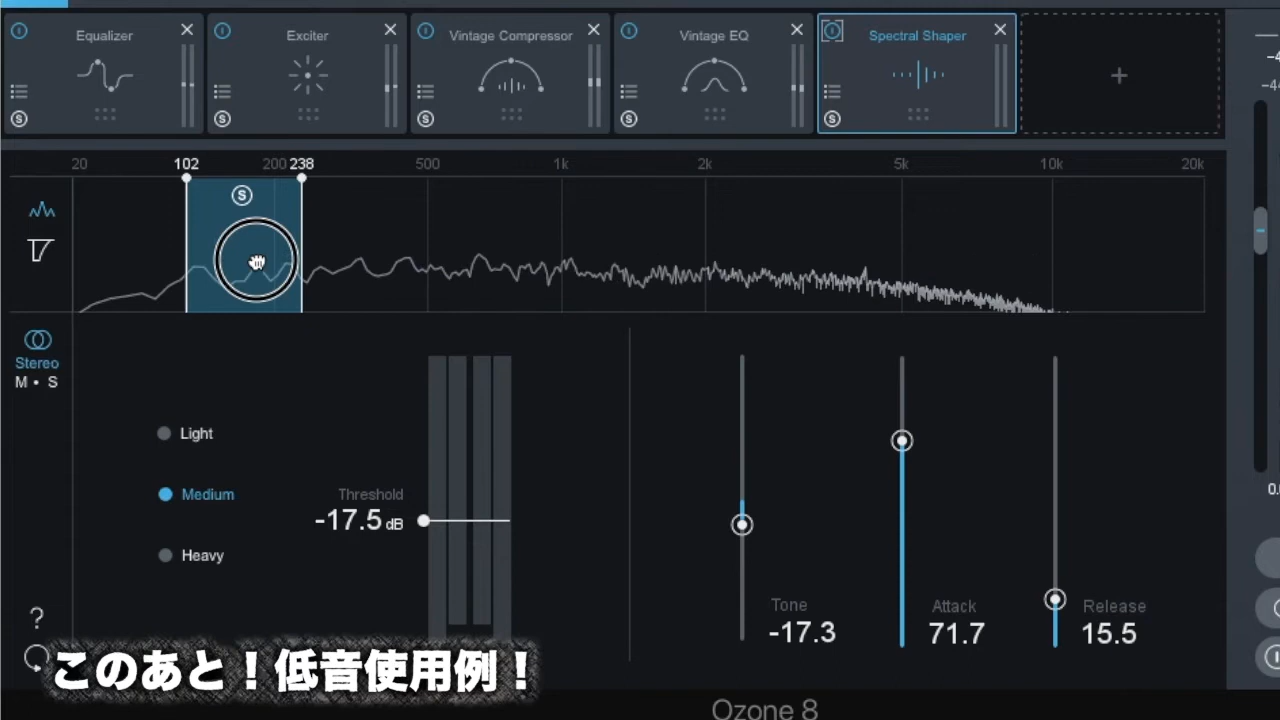 Equalizer
Exciter
Vintage Compressor
Vintage EQ
Spectral Shaper
S
S
S
S
S
20
102
200
238
500
1k
2k
5k
10k
20k
S
Stereo
M • S
Light
Medium
Heavy
Threshold
-17.5 dB
Tone
-17.3
Attack
71.7
Release
15.5
?
このあと！低音使用例！
Ozone 8